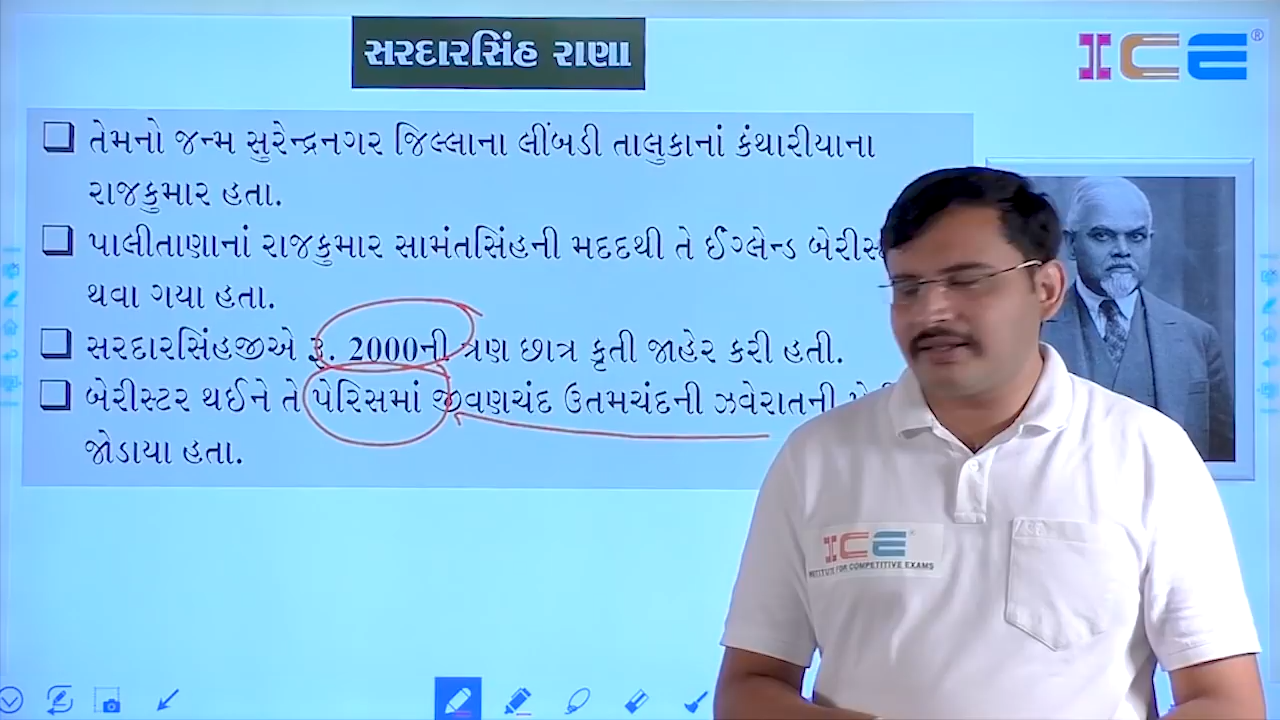 સરદારસિંહ રાણા
ICE®
❑ તેમનો જન્મ સુરેન્દ્રનગર જિલ્લાના લીંબડી તાલુકાનાં કંથારીયાના
રાજકુમાર હતા.
❑ પાલીતાણાનાં રાજકુમાર સામંતસિંહની મદદથી તે ઈંગ્લેન્ડ
થવા ગયા હતા.
❑ સરદારસિંહજીએ રૂ. 2000ની ત્રણ છાત્ર કૃતી જાહેર કરી હતી.
❑ બેરીસ્ટર થઈને તે પેરિસમાં જીવણચંદ ઉતમચંદની ઝવેરાતની
જોડાયા હતા.
ICE®
INSTITUTE FOR COMPETITIVE EXAMS
ICE